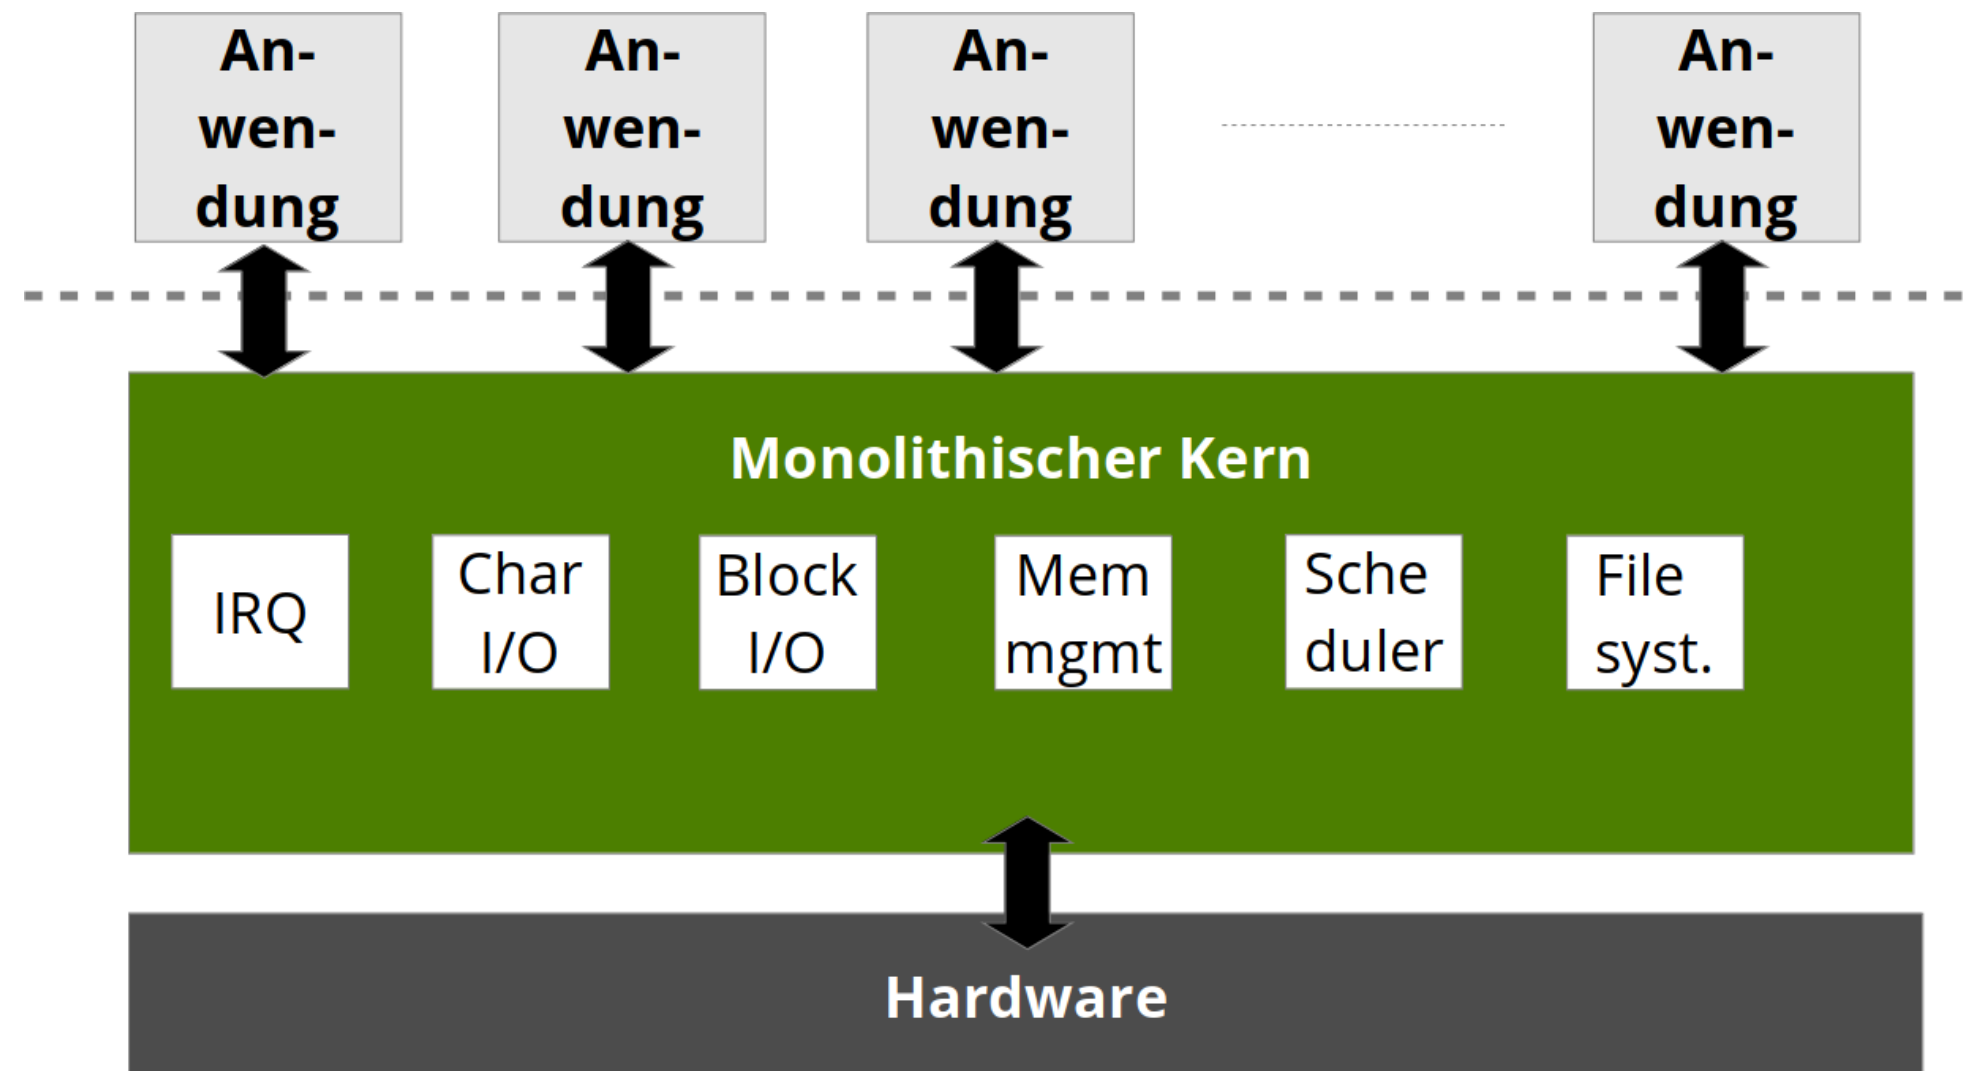 An-
wen-
dung
An-
wen-
dung
An-
wen-
dung
An-
wen-
dung
Monolithischer Kern
IRQ
Char
I/O
Block
I/O
Mem
mgmt
Sche
duler
File
syst.
Hardware